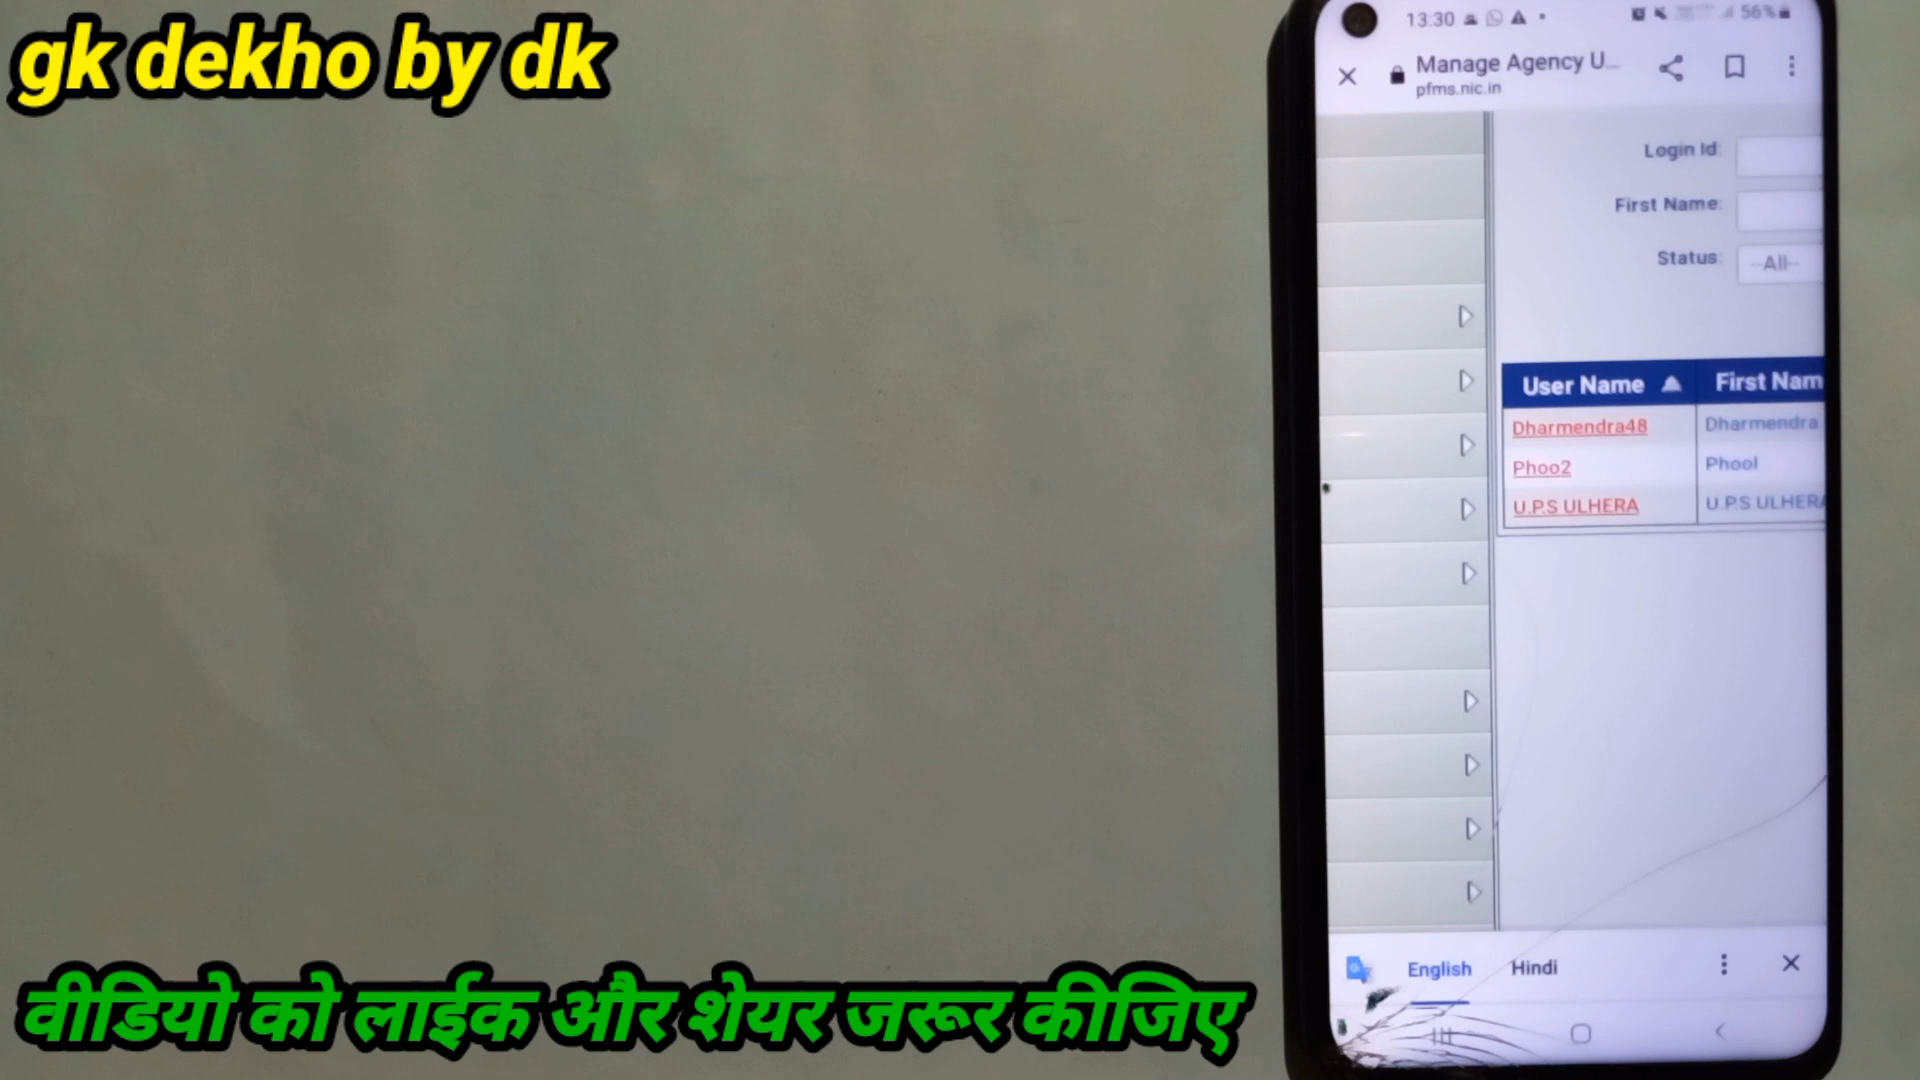 gk dekho by dk
13:30
56%
Manage Agency U...
pfms.nic.in
Login Id:
First Name:
Status:
--All--
User Name First Nam
Dharmendra48 Dharmendra
Phoo2 Phool
U.P.S ULHERA U.P.S ULHERA
English Hindi
वीडियो को लाईक और शेयर जरूर कीजिए